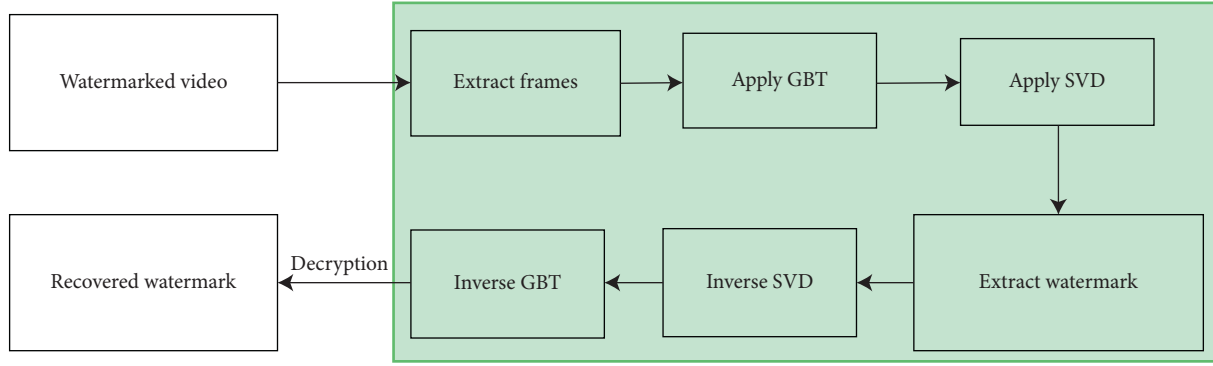 Watermarked video
Extract frames
Apply GBT
Apply SVD
Recovered watermark
Decryption
Inverse GBT
Inverse SVD
Extract watermark